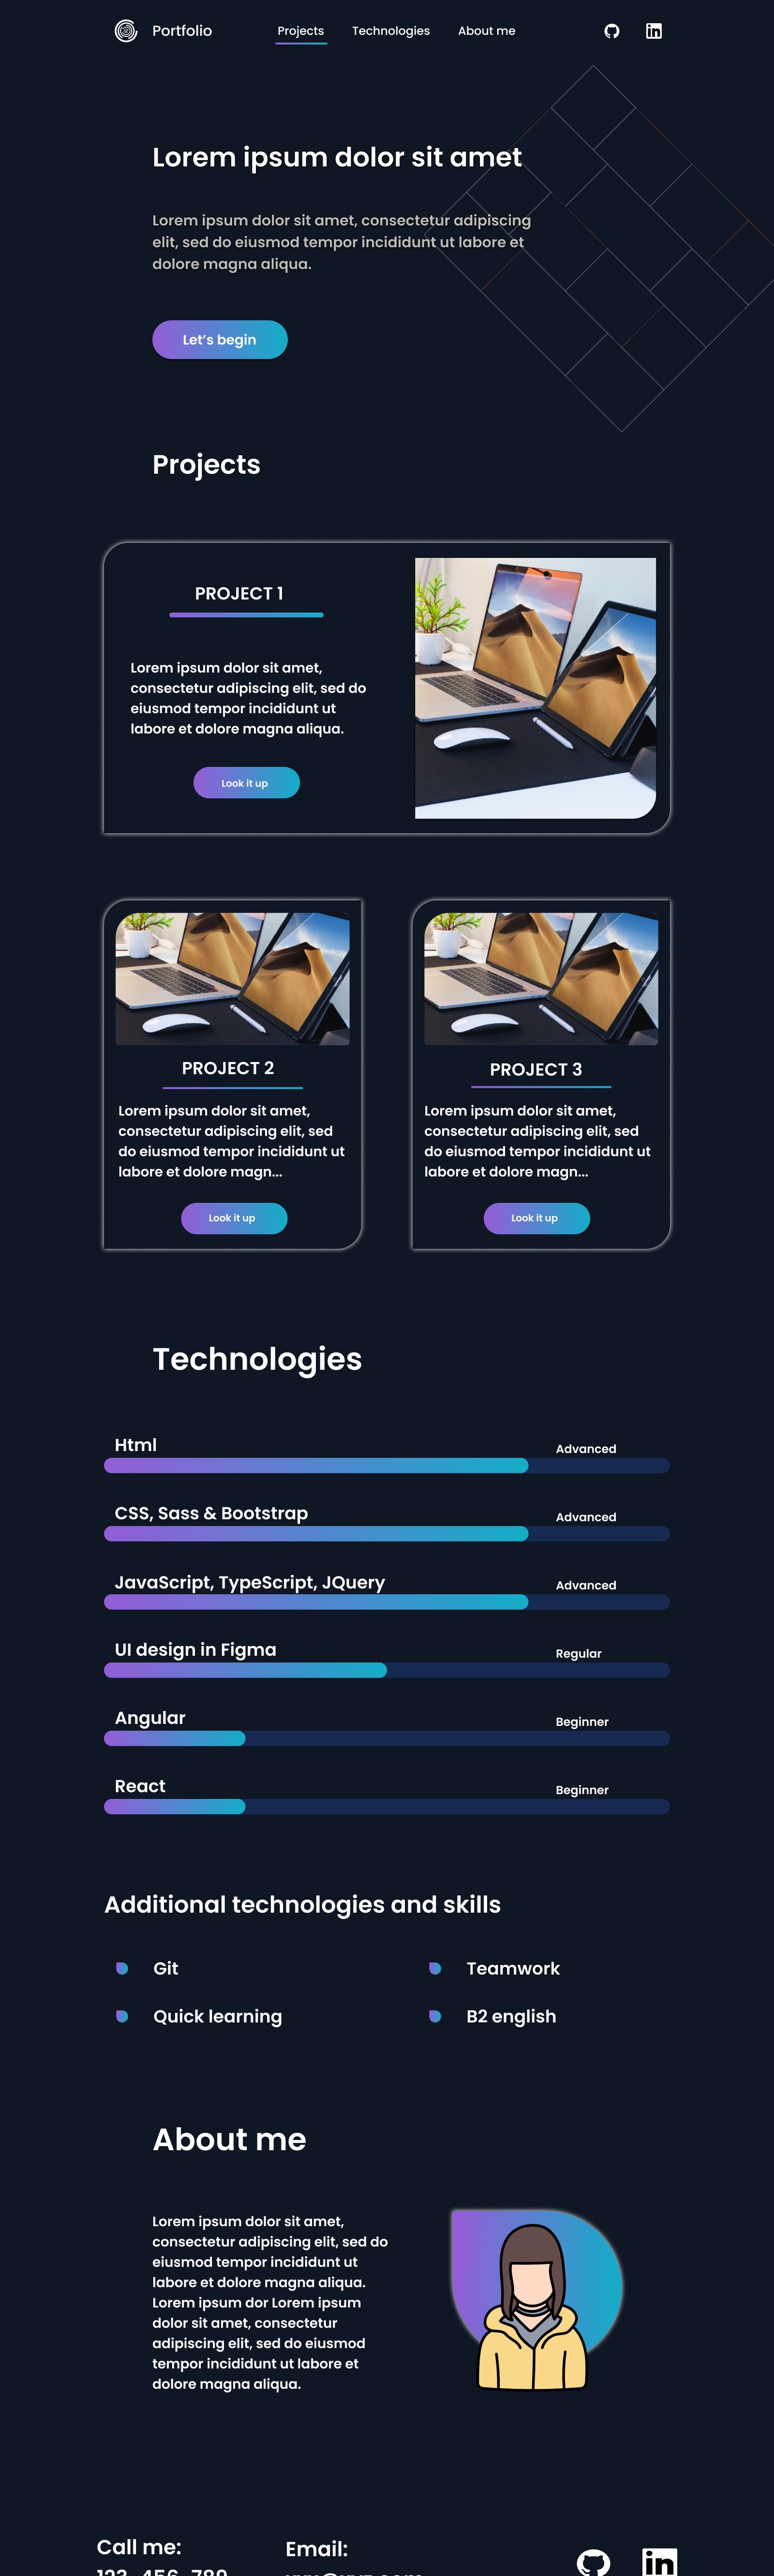 Portfolio
Projects
Technologies
About me
Lorem ipsum dolor sit amet
Lorem ipsum dolor sit amet, consectetur adipiscing
elit, sed do eiusmod tempor incididunt ut labore et
dolore magna aliqua.
Let’s begin
Projects
PROJECT 1
Lorem ipsum dolor sit amet,
consectetur adipiscing elit, sed do
eiusmod tempor incididunt ut
labore et dolore magna aliqua.
Look it up
PROJECT 2
Lorem ipsum dolor sit amet,
consectetur adipiscing elit, sed
do eiusmod tempor incididunt ut
labore et dolore magn...
Look it up
PROJECT 3
Lorem ipsum dolor sit amet,
consectetur adipiscing elit, sed
do eiusmod tempor incididunt ut
labore et dolore magn...
Look it up
Technologies
Html
Advanced
CSS, Sass & Bootstrap
Advanced
JavaScript, TypeScript, JQuery
Advanced
UI design in Figma
Regular
Angular
Beginner
React
Beginner
Additional technologies and skills
Git
Teamwork
Quick learning
B2 english
About me
Lorem ipsum dolor sit amet,
consectetur adipiscing elit, sed do
eiusmod tempor incididunt ut
labore et dolore magna aliqua.
Lorem ipsum dor Lorem ipsum
dolor sit amet, consectetur
adipiscing elit, sed do eiusmod
tempor incididunt ut labore et
dolore magna aliqua.
Call me:
Email: